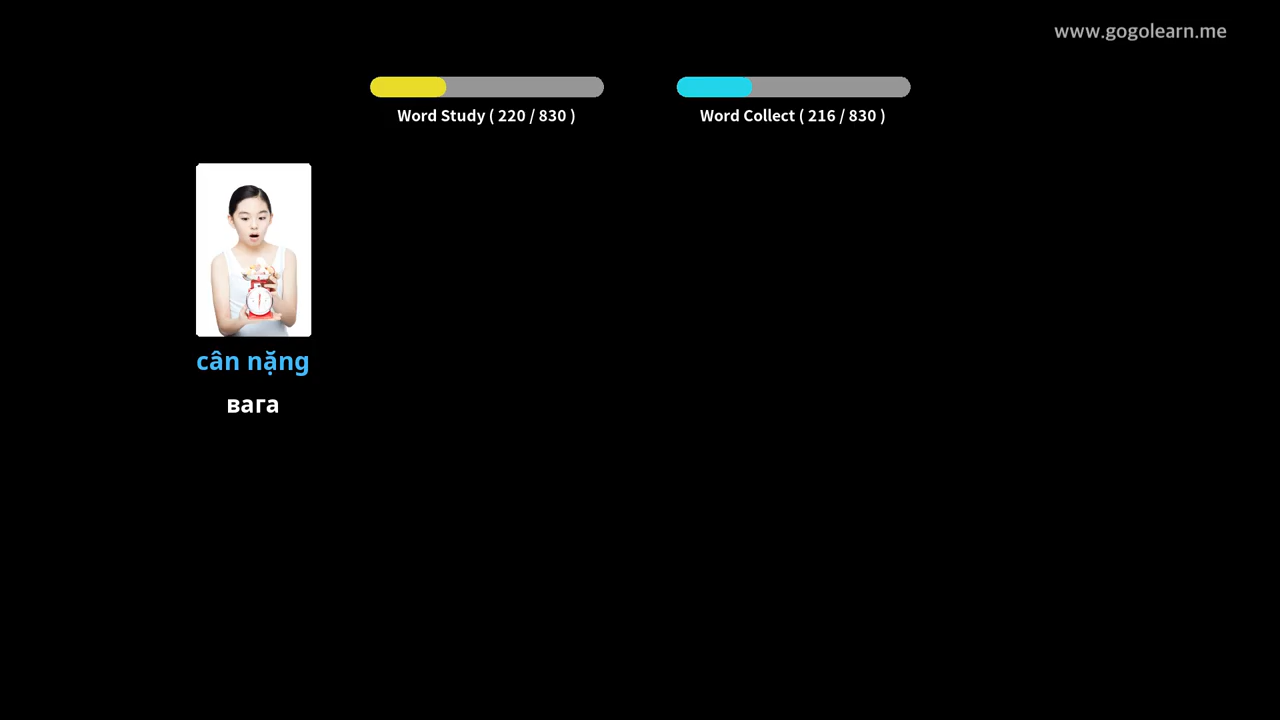 www.gogolearn.me
Word Study ( 220 / 830 )
Word Collect ( 216 / 830 )
cân nặng
вага